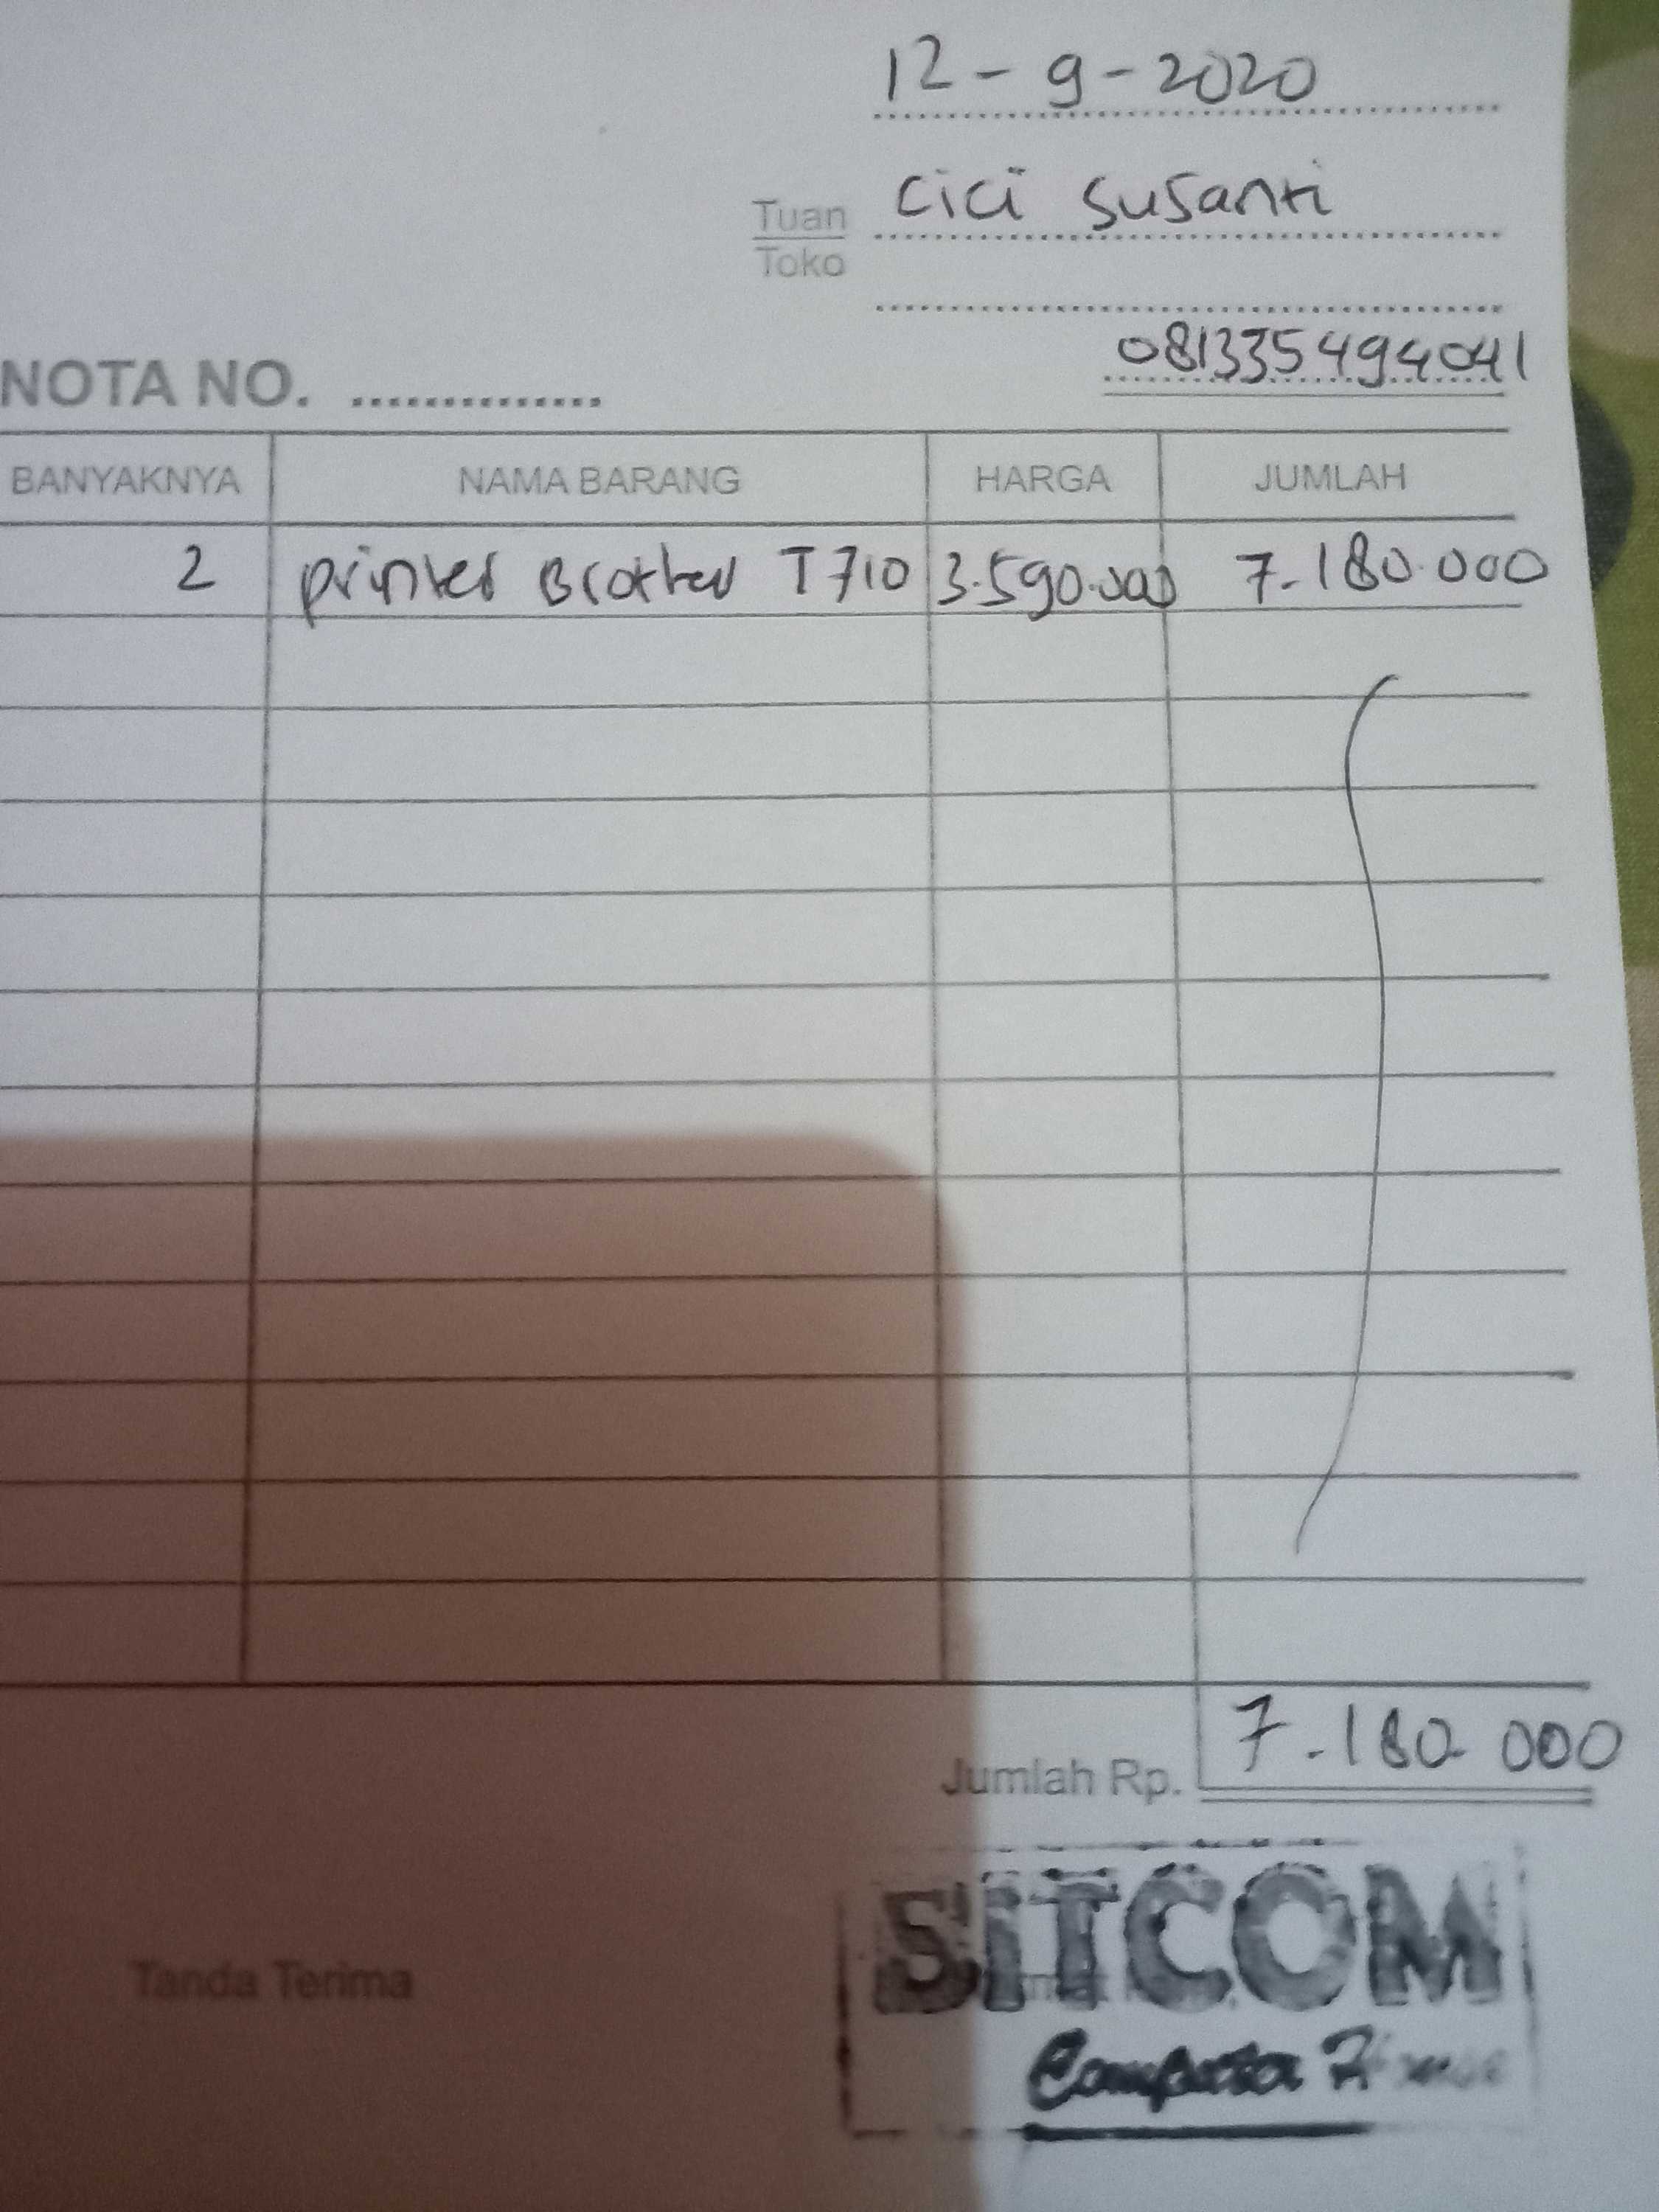 12 - 9 - 2020
Tuan Cici Susanti
Toko
081335494041
NOTA NO. ..............
BANYAKNYA NAMA BARANG HARGA JUMLAH
2 printer Brother T710 3.590.000 7.180.000
Jumlah Rp. 7.180.000
Tanda Terima
SITCOM
Computer